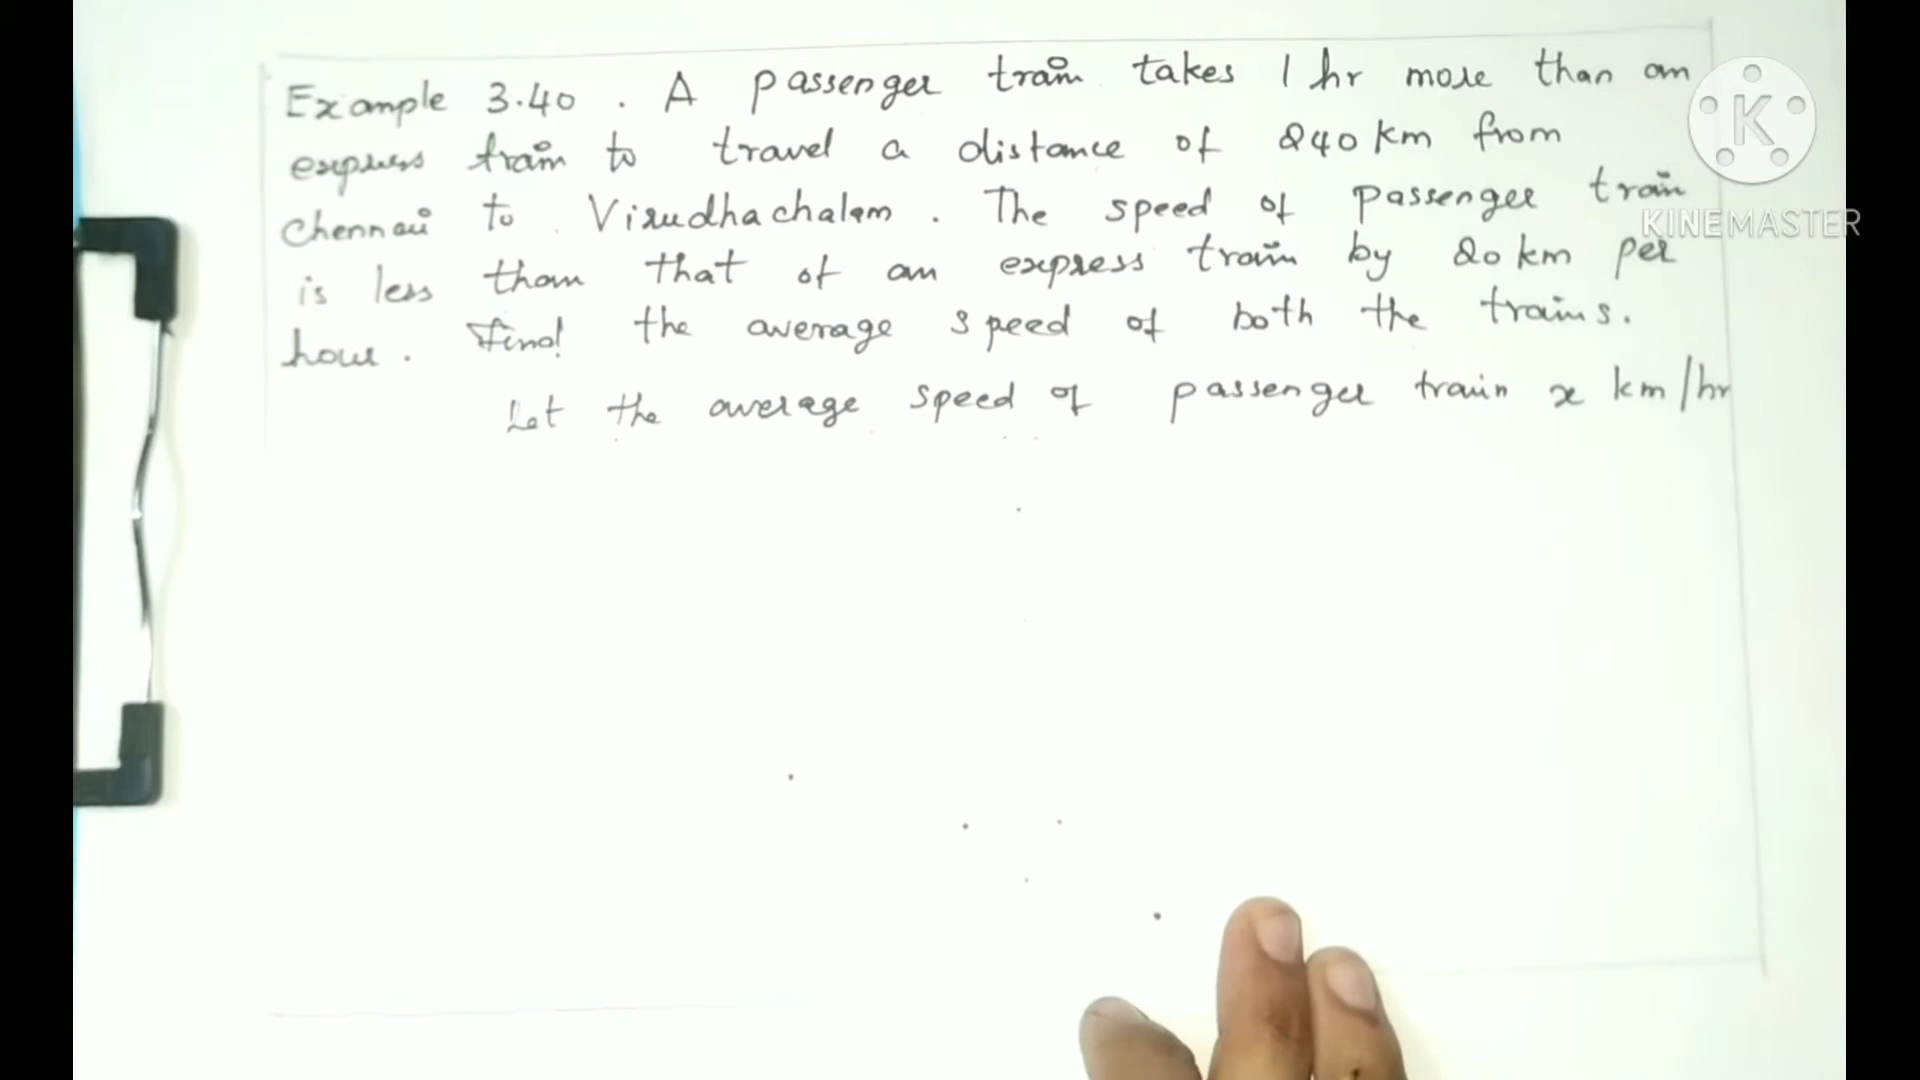 Example 3.40 . A passenger train takes 1 hr more than an
express train to travel a distance of 240 km from
Chennai to Virudhachalam . The speed of passenger train
is less than that of an express train by 20 km per
hour . Find the average speed of both the trains.
Let the average speed of passenger train x km/hr
K
KINEMASTER